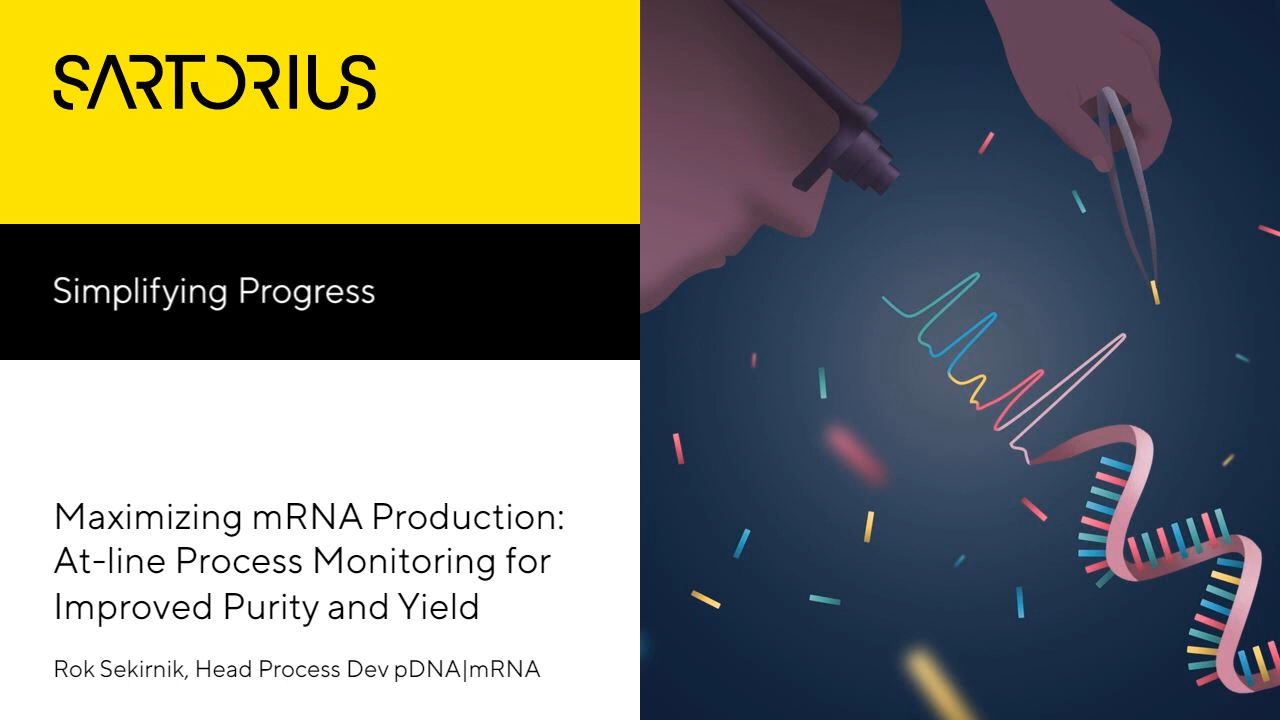 SARTORIUS
Simplifying Progress
Maximizing mRNA Production:
At-line Process Monitoring for
Improved Purity and Yield
Rok Sekirnik, Head Process Dev pDNA|mRNA